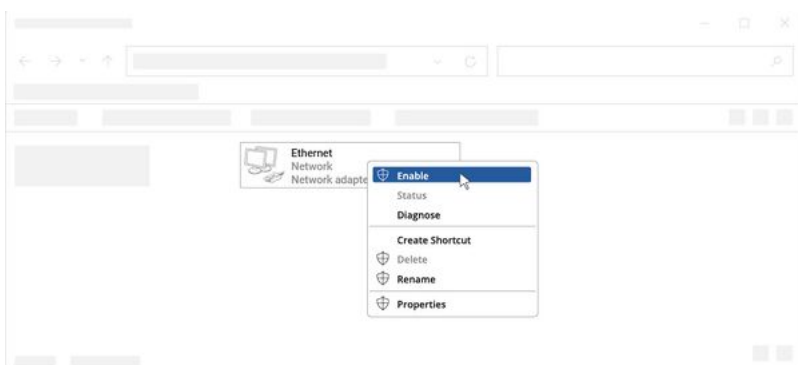 Ethernet
Network
Network adapte
Enable
Status
Diagnose
Create Shortcut
Delete
Rename
Properties